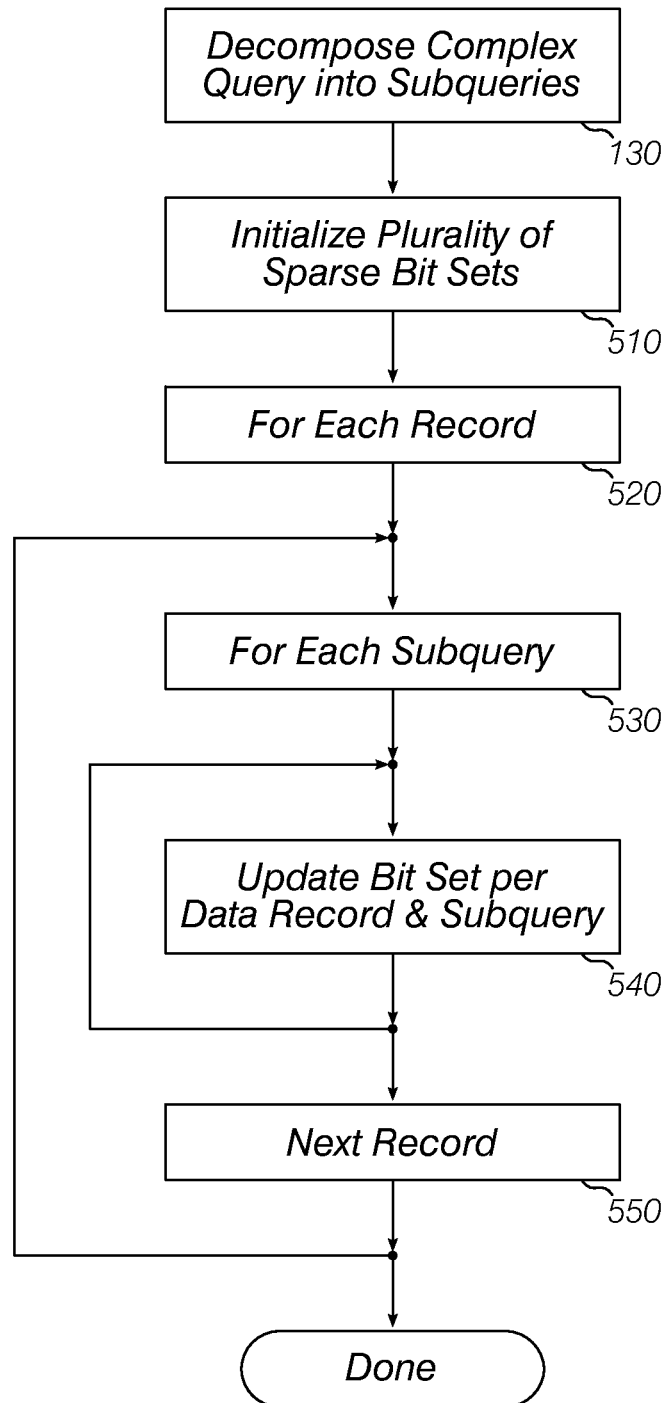 Decompose Complex
Query into Subqueries
130
Initialize Plurality of
Sparse Bit Sets
510
For Each Record
520
For Each Subquery
530
Update Bit Set per
Data Record & Subquery
540
Next Record
550
Done